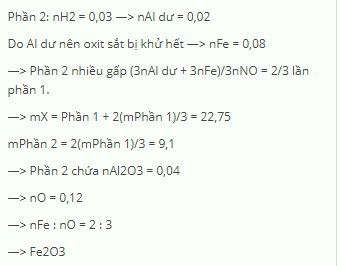 Phần 2: nH2 = 0,03 —> nAl dư = 0,02
Do Al dư nên oxit sắt bị khử hết —> nFe = 0,08
—> Phần 2 nhiều gấp (3nAl dư + 3nFe)/3nNO = 2/3 lần
phần 1.
—> mX = Phần 1 + 2(mPhần 1)/3 = 22,75
mPhần 2 = 2(mPhần 1)/3 = 9,1
—> Phần 2 chứa nAl2O3 = 0,04
—> nO = 0,12
—> nFe : nO = 2 : 3
—> Fe2O3